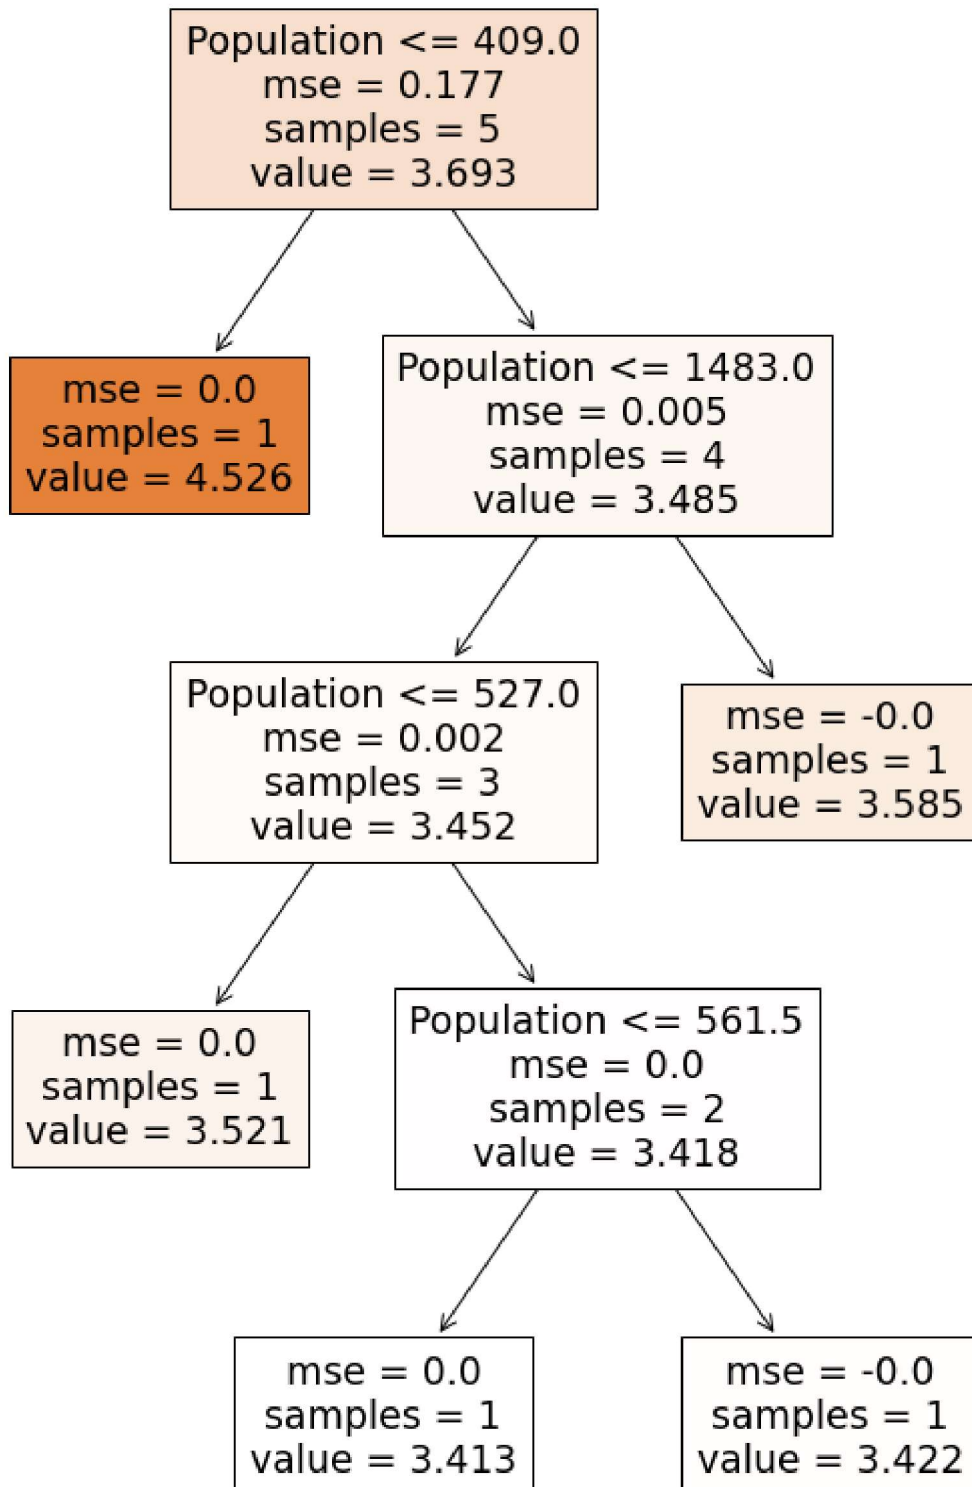 Population <= 409.0
mse = 0.177
samples = 5
value = 3.693
mse = 0.0
samples = 1
value = 4.526
Population <= 1483.0
mse = 0.005
samples = 4
value = 3.485
Population <= 527.0
mse = 0.002
samples = 3
value = 3.452
mse = -0.0
samples = 1
value = 3.585
mse = 0.0
samples = 1
value = 3.521
Population <= 561.5
mse = 0.0
samples = 2
value = 3.418
mse = 0.0
samples = 1
value = 3.413
mse = -0.0
samples = 1
value = 3.422